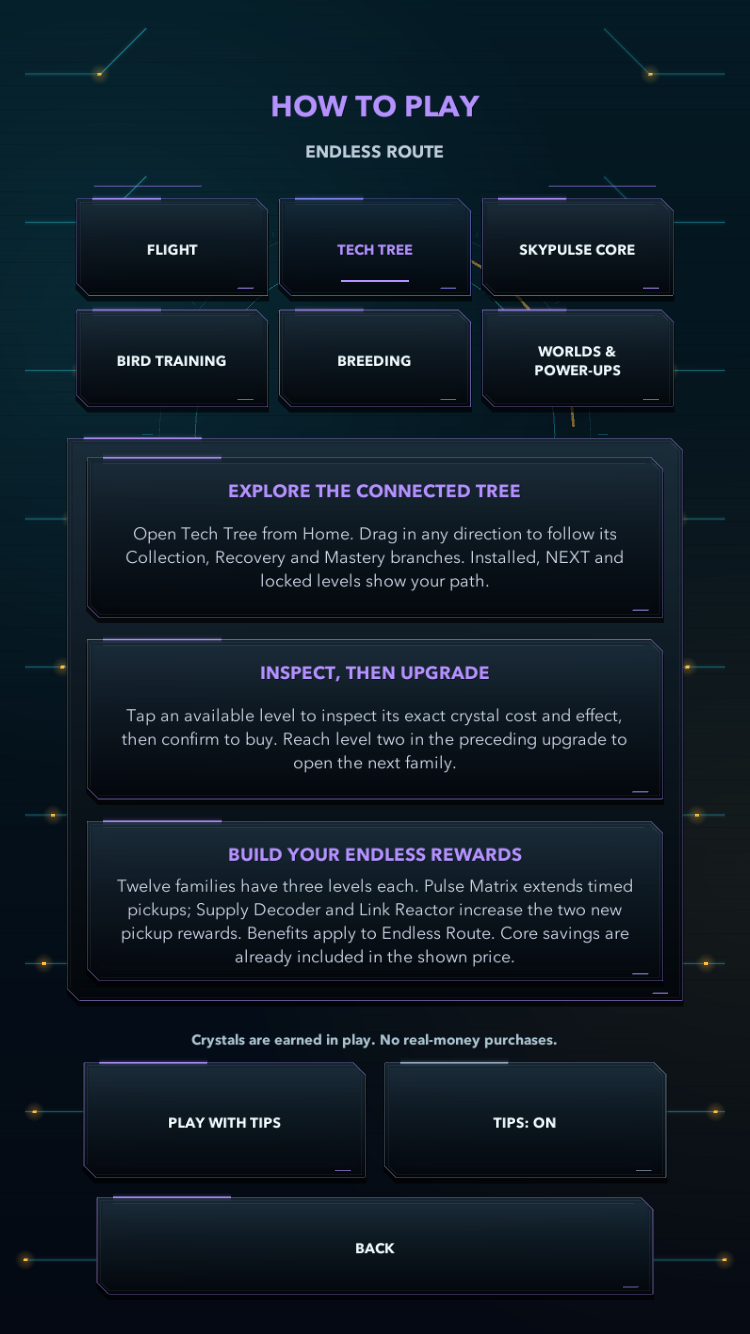 HOW TO PLAY
ENDLESS ROUTE
FLIGHT
TECH TREE
SKYPULSE CORE
BIRD TRAINING
BREEDING
WORLDS &
POWER-UPS
EXPLORE THE CONNECTED TREE
Open Tech Tree from Home. Drag in any direction to follow its
Collection, Recovery and Mastery branches. Installed, NEXT and
locked levels show your path.
INSPECT, THEN UPGRADE
Tap an available level to inspect its exact crystal cost and effect,
then confirm to buy. Reach level two in the preceding upgrade to
open the next family.
BUILD YOUR ENDLESS REWARDS
Twelve families have three levels each. Pulse Matrix extends timed
pickups; Supply Decoder and Link Reactor increase the two new
pickup rewards. Benefits apply to Endless Route. Core savings are
already included in the shown price.
Crystals are earned in play. No real-money purchases.
PLAY WITH TIPS
TIPS: ON
BACK